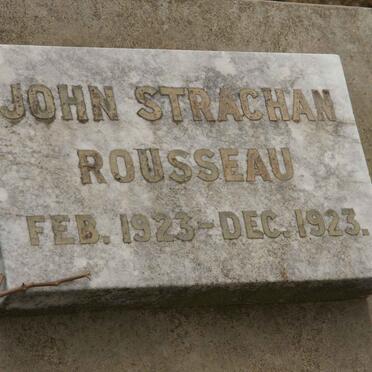 JOHN STRACHAN
ROUSSEAU
FEB. 1923-DEC. 1923.